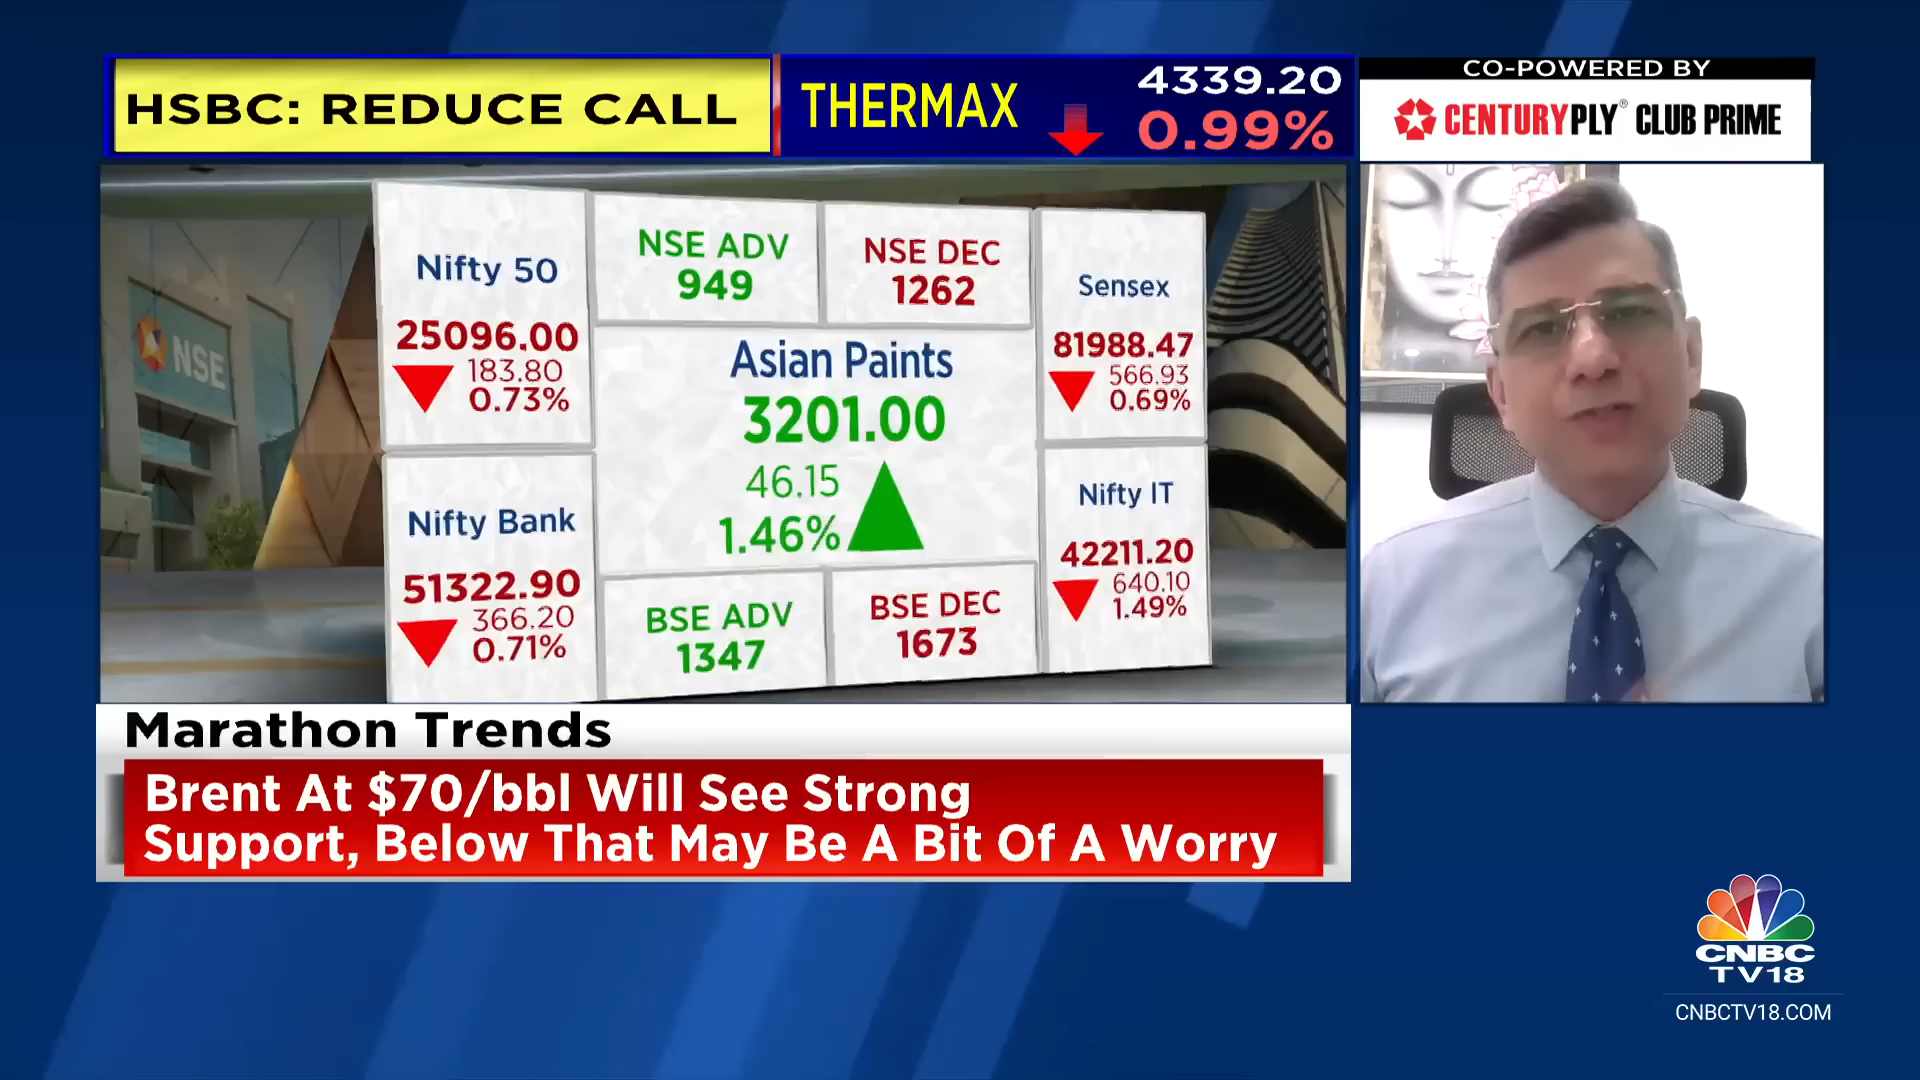 HSBC: REDUCE CALL
THERMAX
4339.20
0.99%
CO-POWERED BY
CENTURYPLY® CLUB PRIME
NSE
Nifty 50
25096.00
183.80
0.73%
NSE ADV
949
NSE DEC
1262
Sensex
81988.47
566.93
0.69%
Asian Paints
3201.00
46.15
1.46%
Nifty Bank
51322.90
366.20
0.71%
BSE ADV
1347
BSE DEC
1673
Nifty IT
42211.20
640.10
1.49%
Marathon Trends
Brent At $70/bbl Will See Strong
Support, Below That May Be A Bit Of A Worry
CNBC
TV18
CNBCTV18.COM